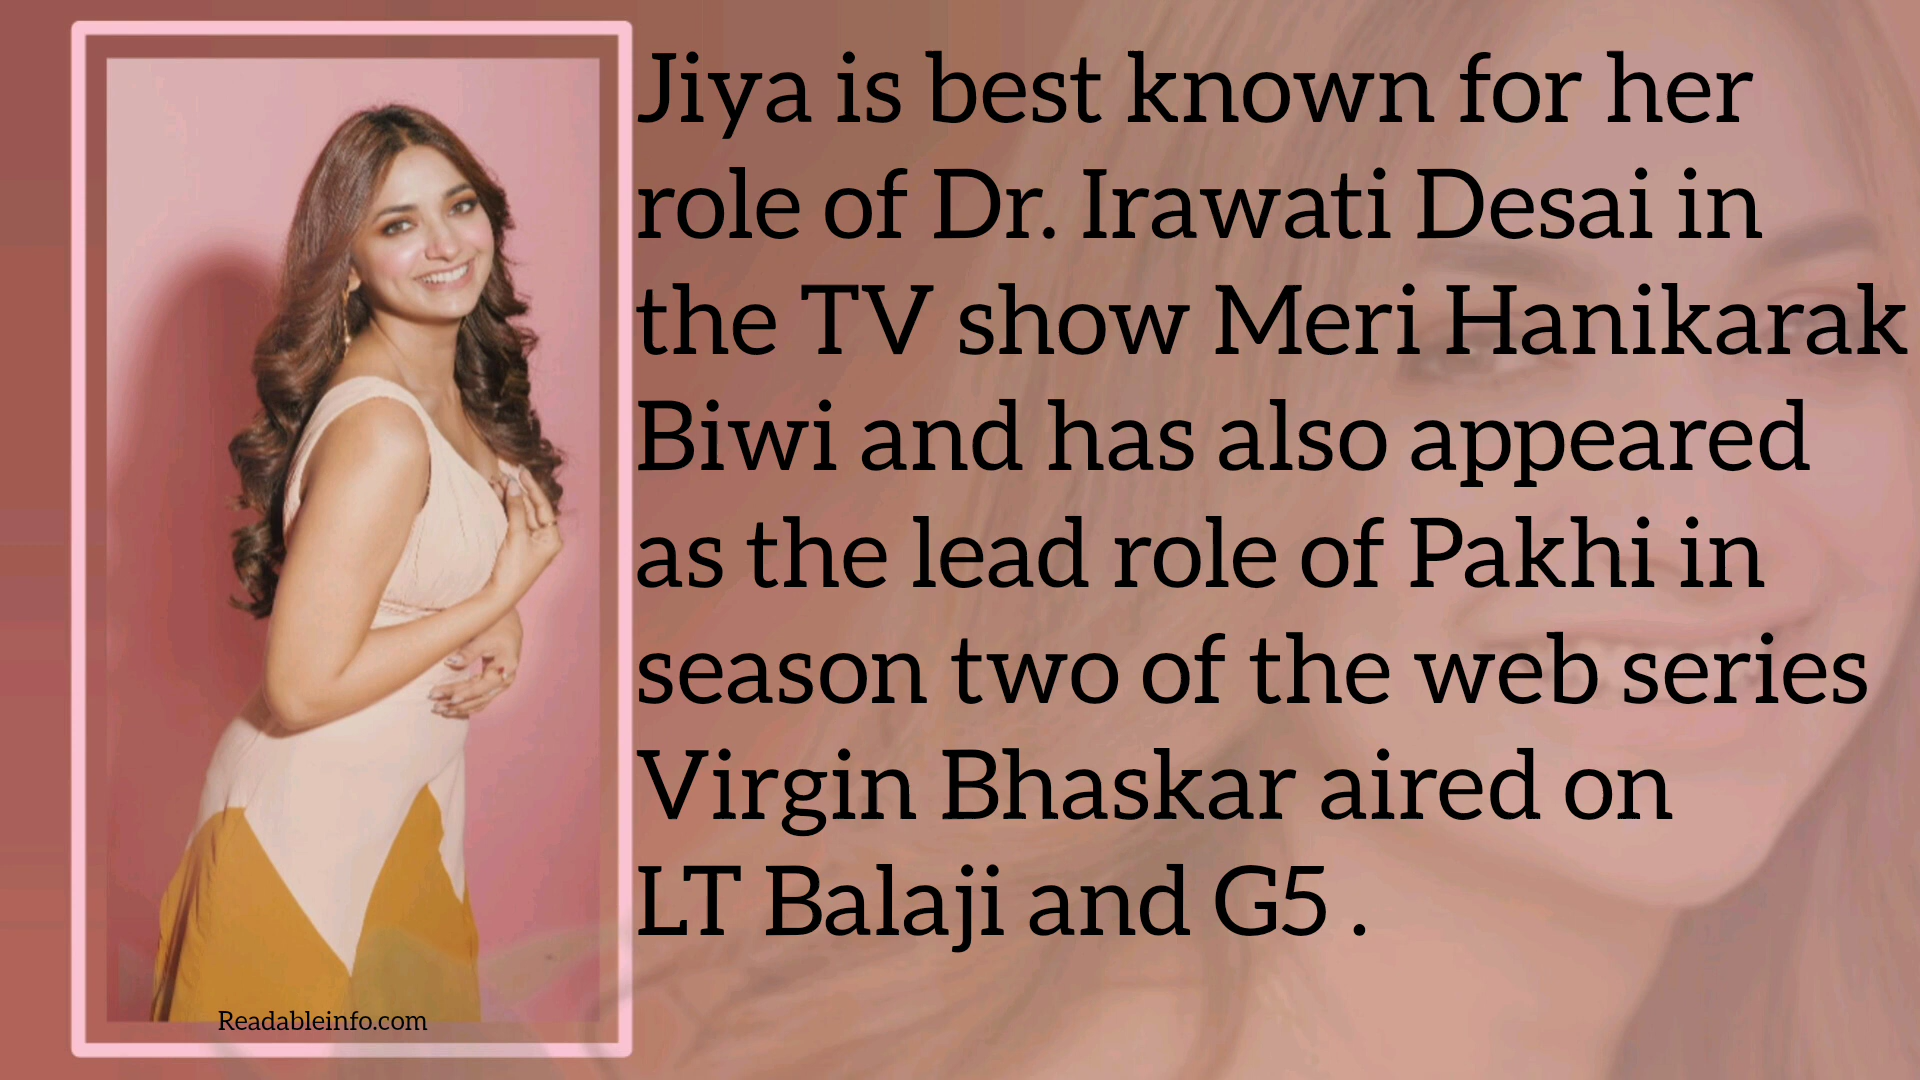 Jiya is best known for her
role of Dr. Irawati Desai in
the TV show Meri Hanikarak
Biwi and has also appeared
as the lead role of Pakhi in
season two of the web series
Virgin Bhaskar aired on
LT Balaji and G5 .
Readableinfo.com